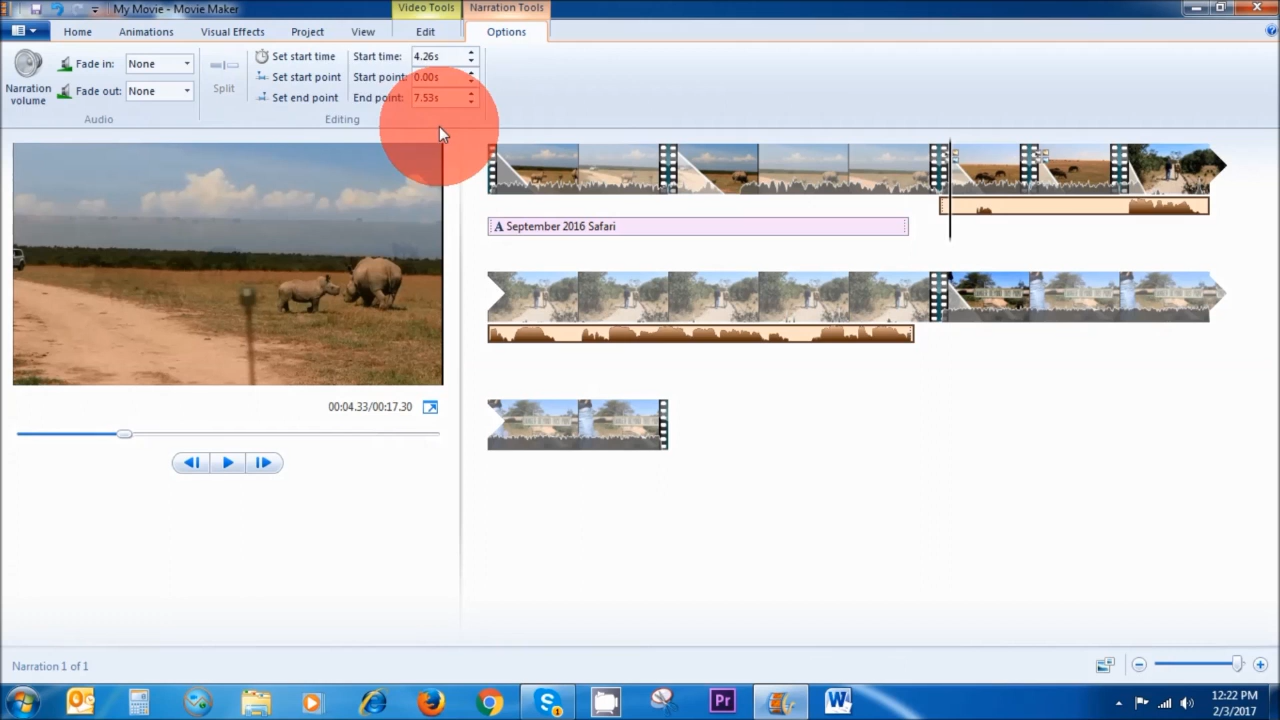 My Movie - Movie Maker
Video Tools
Narration Tools
Home
Animations
Visual Effects
Project
View
Edit
Options
Narration volume
Fade in: None
Fade out: None
Audio
Split
Set start time
Set start point
Set end point
Start time: 4.26s
Start point: 0.00s
End point: 7.53s
Editing
A September 2016 Safari
00:04.33/00:17.30
Narration 1 of 1
Pr
12:22 PM
2/3/2017